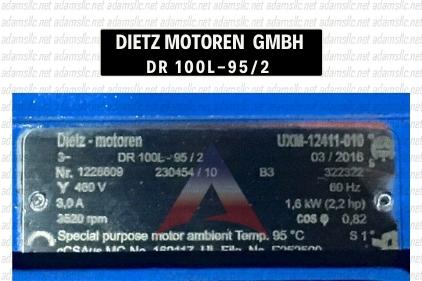 DIETZ MOTOREN GMBH
DR 100L-95/2
Dietz - motoren UXM-12411-010
3~ DR 100L - 95 / 2 03 / 2016
Nr. 1226609 230454 / 10 B3 322322
Y 460 V 60 Hz
3,0 A 1,6 kW (2,2 hp)
3520 rpm cos φ 0,82
Special purpose motor ambient Temp. 95 °C S 1
adamsllc.net